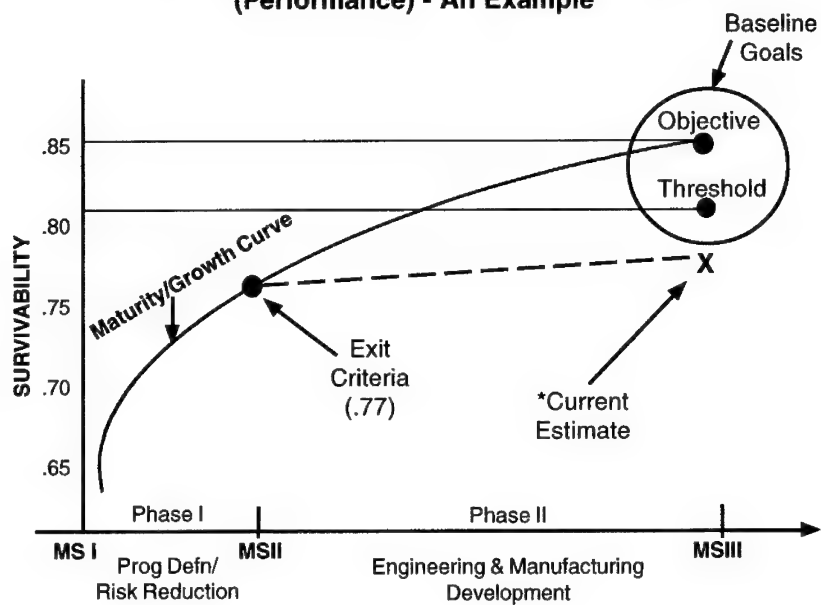 (Performance) - An Example
Baseline
Goals
Objective
.85
Threshold
.80
Maturity/Growth Curve
X
.75
SURVIVABILITY
Exit
Criteria
(.77)
*Current
Estimate
.70
.65
Phase I
Phase II
MS I
MSII
MSIII
Prog Defn/
Risk Reduction
Engineering & Manufacturing
Development